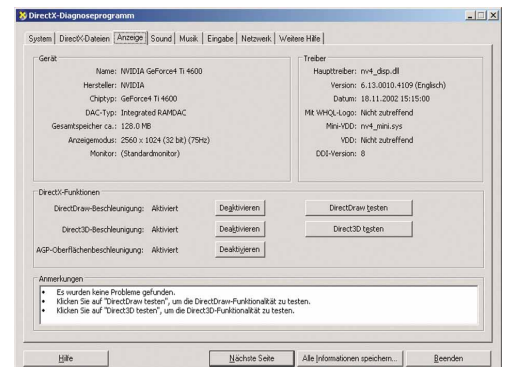 DirectX-Diagnoseprogramm
System DirectX-Dateien Anzeige Sound Musik Eingabe Netzwerk Weitere Hilfe
Gerät
Name: NVIDIA GeForce4 Ti 4600
Hersteller: NVIDIA
Chiptyp: GeForce4 Ti 4600
DAC-Typ: Integrated RAMDAC
Gesamtspeicher ca.: 128.0 MB
Anzeigemodus: 2560 x 1024 (32 bit) (75Hz)
Monitor: (Standardmonitor)
Treiber
Haupttreiber: nv4_disp.dll
Version: 6.13.0010.4109 (Englisch)
Datum: 18.11.2002 15:15:00
Mit WHQL-Logo: Nicht zutreffend
Mini-VDD: nv4_mini.sys
VDD: Nicht zutreffend
DDI-Version: 8
DirectX-Funktionen
DirectDraw-Beschleunigung: Aktiviert Deaktivieren DirectDraw testen
Direct3D-Beschleunigung: Aktiviert Deaktivieren Direct3D testen
AGP-Oberflächenbeschleunigung: Aktiviert Deaktivieren
Anmerkungen
• Es wurden keine Probleme gefunden.
• Klicken Sie auf "DirectDraw testen", um die DirectDraw-Funktionalität zu testen.
• Klicken Sie auf "Direct3D testen", um die Direct3D-Funktionalität zu testen.
Hilfe Nächste Seite Alle Informationen speichern... Beenden